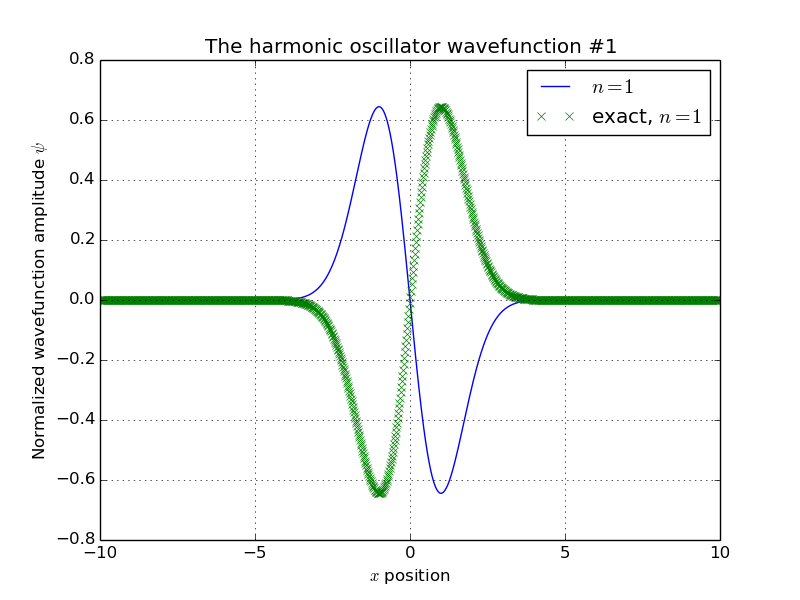 The harmonic oscillator wavefunction #1
n=1
exact, n=1
Normalized wavefunction amplitude ψ
0.8
0.6
0.4
0.2
0.0
−0.2
−0.4
−0.6
−0.8
−10
−5
0
5
10
x position